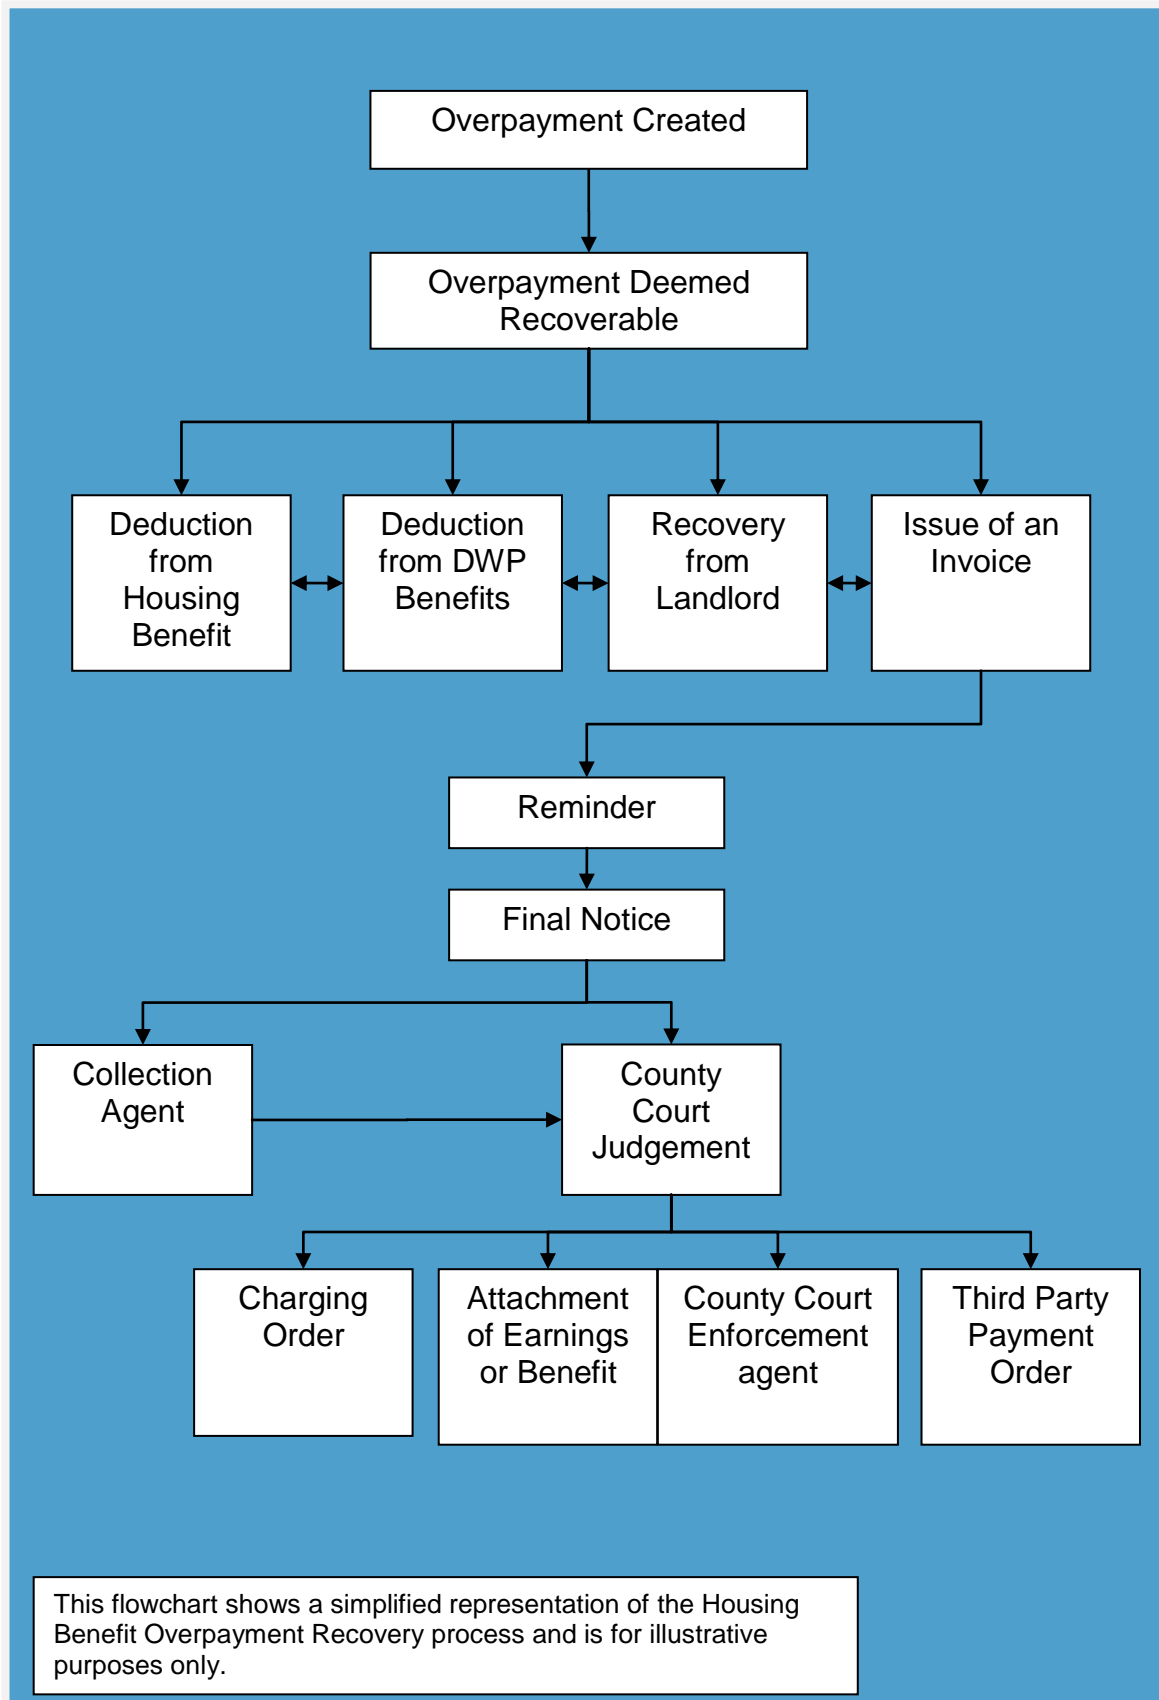 Overpayment Created
Overpayment Deemed
Recoverable
Deduction
from
Housing
Benefit
Deduction
from DWP
Benefits
Recovery
from
Landlord
Issue of an
Invoice
Reminder
Final Notice
Collection
Agent
County
Court
Judgement
Charging
Order
Attachment
of Earnings
or Benefit
County Court
Enforcement
agent
Third Party
Payment
Order
This flowchart shows a simplified representation of the Housing
Benefit Overpayment Recovery process and is for illustrative
purposes only.